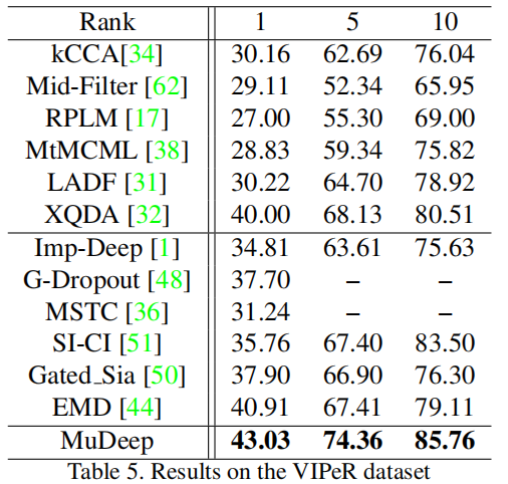 Rank 1 5 10
kCCA[34] 30.16 62.69 76.04
Mid-Filter [62] 29.11 52.34 65.95
RPLM [17] 27.00 55.30 69.00
MtMCML [38] 28.83 59.34 75.82
LADF [31] 30.22 64.70 78.92
XQDA [32] 40.00 68.13 80.51
Imp-Deep [1] 34.81 63.61 75.63
G-Dropout [48] 37.70 – –
MSTC [36] 31.24 – –
SI-CI [51] 35.76 67.40 83.50
Gated_Sia [50] 37.90 66.90 76.30
EMD [44] 40.91 67.41 79.11
MuDeep 43.03 74.36 85.76
Table 5. Results on the VIPeR dataset